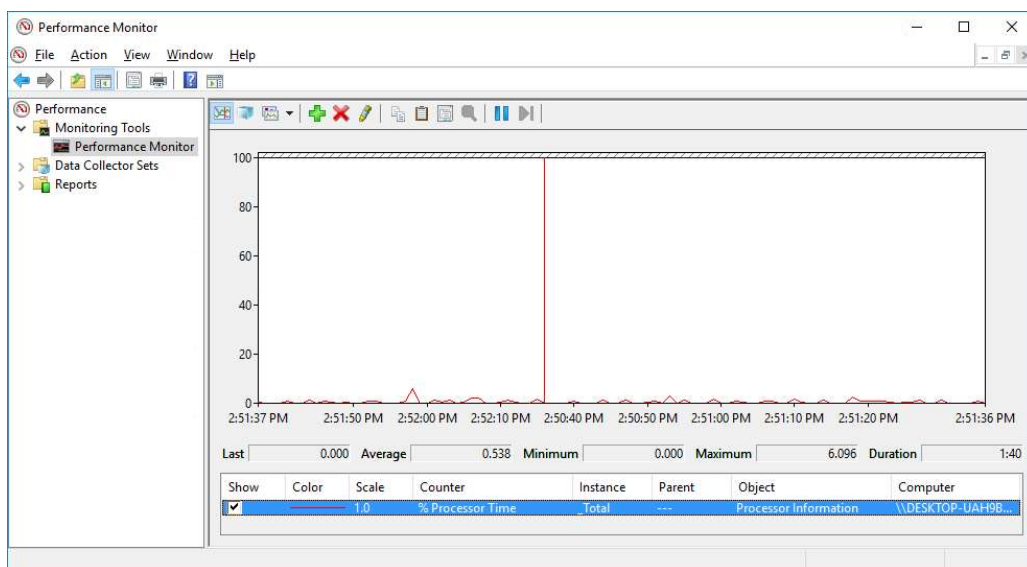 Performance Monitor
File Action View Window Help
Performance
Monitoring Tools
Performance Monitor
Data Collector Sets
Reports
100
80
60
40
20
0
2:51:37 PM 2:51:50 PM 2:52:00 PM 2:52:10 PM 2:50:40 PM 2:50:50 PM 2:51:00 PM 2:51:10 PM 2:51:20 PM 2:51:36 PM
Last 0.000 Average 0.538 Minimum 0.000 Maximum 6.096 Duration 1:40
Show Color Scale Counter Instance Parent Object Computer
1.0 % Processor Time _Total --- Processor Information \\DESKTOP-UAH9B...